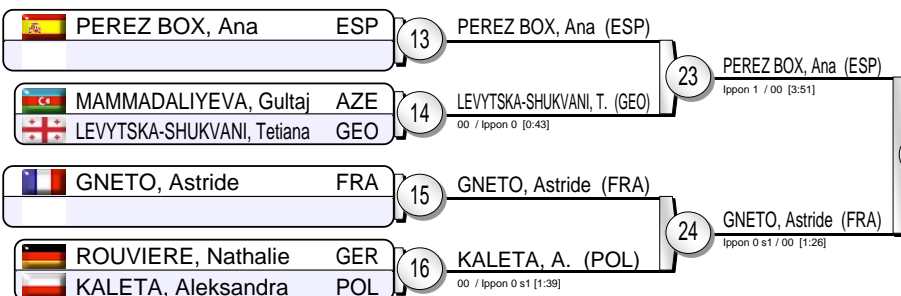 PEREZ BOX, Ana ESP
13
PEREZ BOX, Ana (ESP)
MAMMADALIYEVA, Gultaj AZE
LEVYTSKA-SHUKVANI, Tetiana GEO
14
LEVYTSKA-SHUKVANI, T. (GEO)
00 / Ippon 0 [0:43]
23
PEREZ BOX, Ana (ESP)
Ippon 1 / 00 [3:51]
GNETO, Astride FRA
15
GNETO, Astride (FRA)
ROUVIERE, Nathalie GER
KALETA, Aleksandra POL
16
KALETA, A. (POL)
00 / Ippon 0 s1 [1:39]
24
GNETO, Astride (FRA)
Ippon 0 s1 / 00 [1:26]